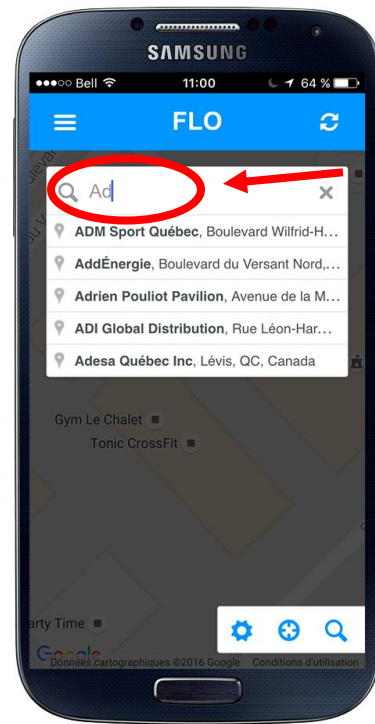 SAMSUNG
Bell 11:00 64 %
FLO
Ad
ADM Sport Québec, Boulevard Wilfrid-H...
AddÉnergie, Boulevard du Versant Nord,...
Adrien Pouliot Pavilion, Avenue de la M...
ADI Global Distribution, Rue Léon-Har...
Adesa Québec Inc, Lévis, QC, Canada
Gym Le Chalet
Tonic CrossFit
arty Time
Google
Données cartographiques ©2016 Google Conditions d'utilisation